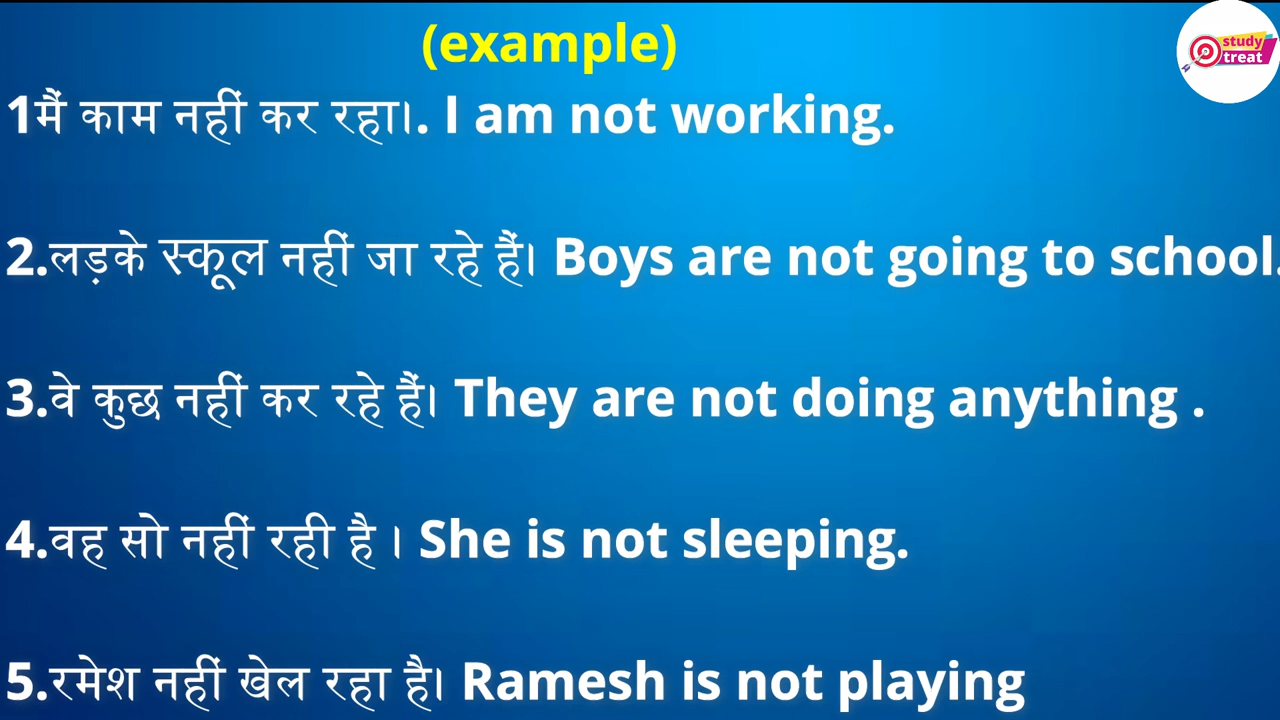 (example)
study
treat
1मैं काम नहीं कर रहा।. I am not working.
2.लड़के स्कूल नहीं जा रहे हैं। Boys are not going to school.
3.वे कुछ नहीं कर रहे हैं। They are not doing anything .
4.वह सो नहीं रही है । She is not sleeping.
5.रमेश नहीं खेल रहा है। Ramesh is not playing